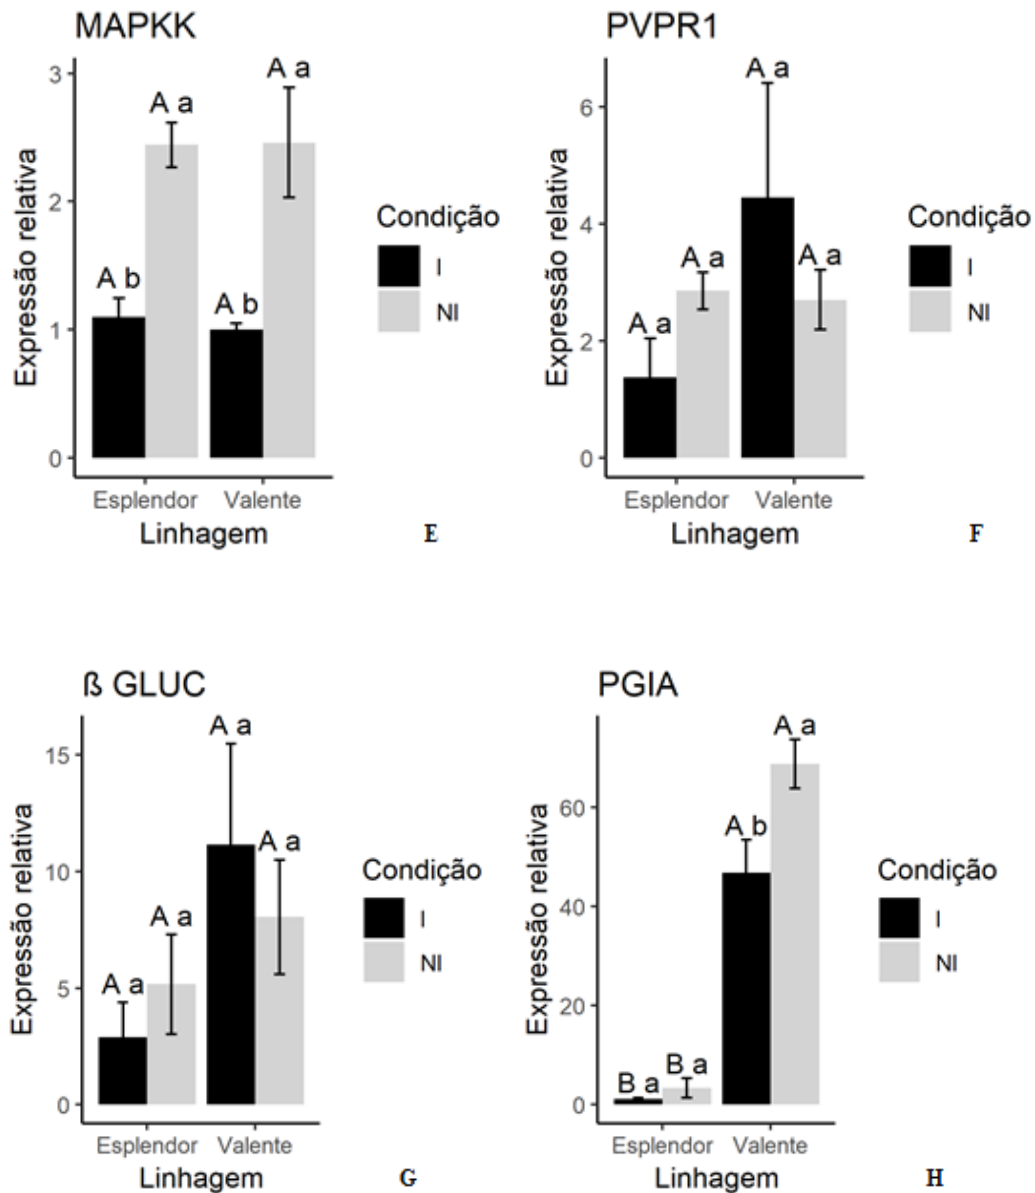 MAPKK
Expressão relativa
3
2
1
0
A b
A a
A b
A a
Esplendor Valente
Linhagem
Condição
I
NI
E
PVPR1
Expressão relativa
6
4
2
0
A a
A a
A a
A a
Esplendor Valente
Linhagem
Condição
I
NI
F
ß GLUC
Expressão relativa
15
10
5
0
A a
A a
A a
A a
Esplendor Valente
Linhagem
Condição
I
NI
G
PGIA
Expressão relativa
60
40
20
0
B a
B a
A b
A a
Esplendor Valente
Linhagem
Condição
I
NI
H